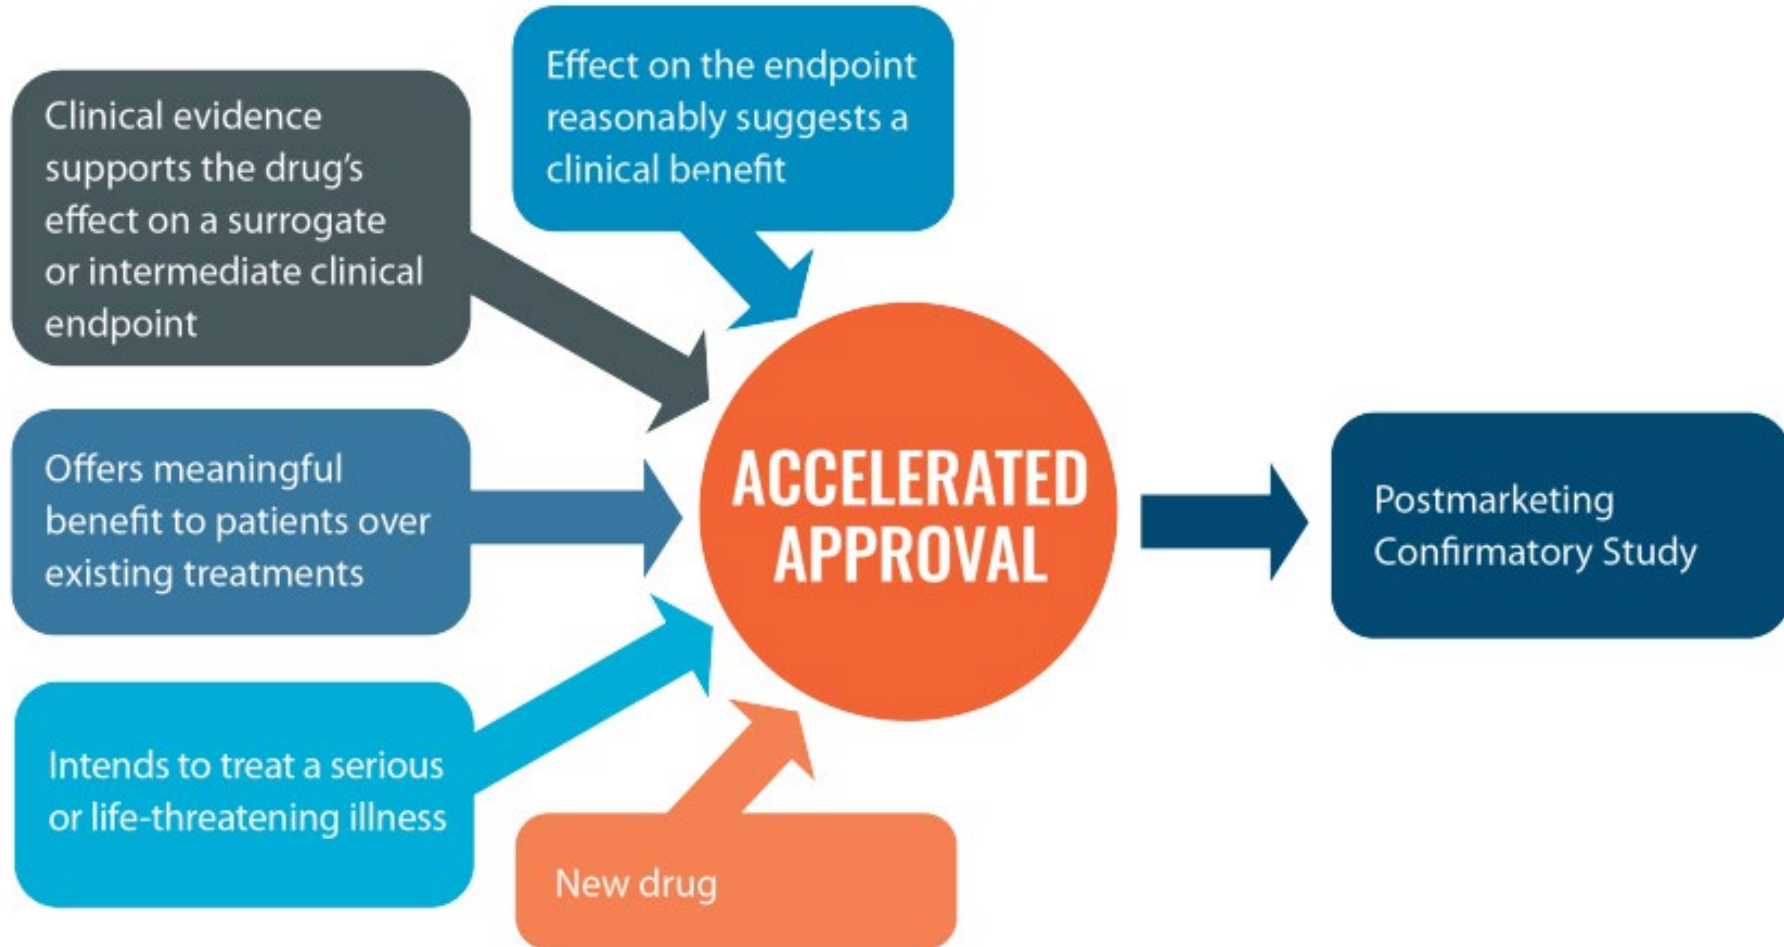 Effect on the endpoint
reasonably suggests a
clinical benefit
Clinical evidence
supports the drug’s
effect on a surrogate
or intermediate clinical
endpoint
Offers meaningful
benefit to patients over
existing treatments
Intends to treat a serious
or life-threatening illness
New drug
ACCELERATED
APPROVAL
Postmarketing
Confirmatory Study